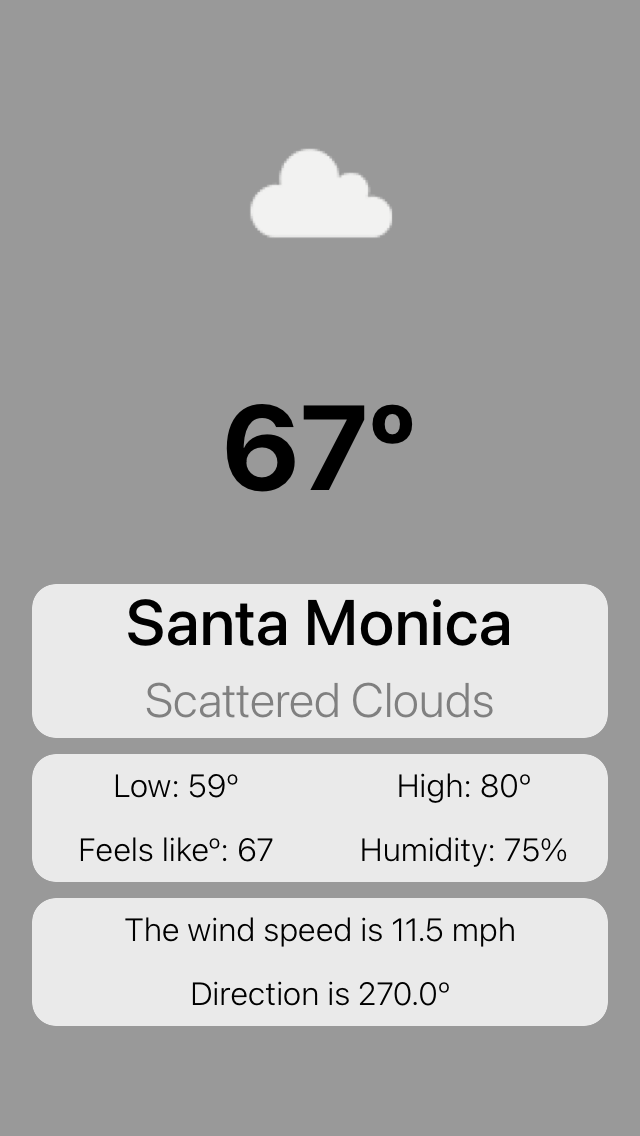 67º
Santa Monica
Scattered Clouds
Low: 59º High: 80º
Feels likeº: 67 Humidity: 75%
The wind speed is 11.5 mph
Direction is 270.0º